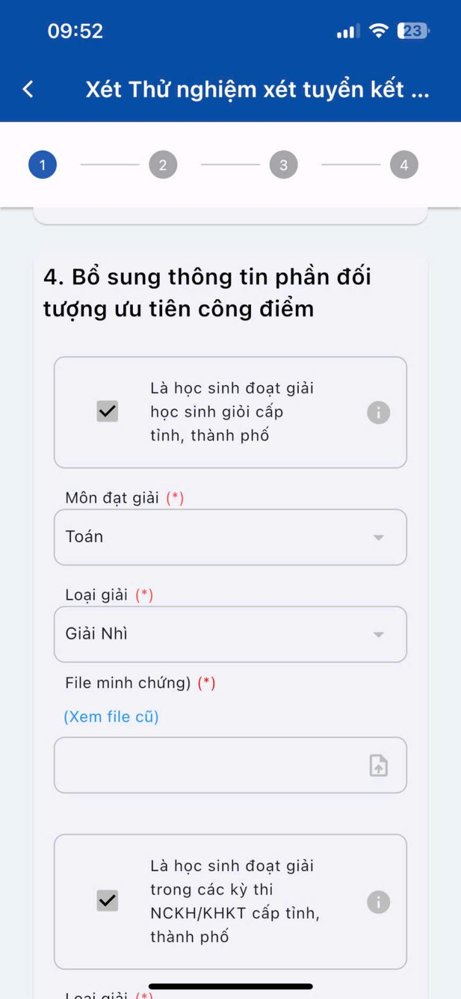 09:52
23
Xét Thử nghiệm xét tuyển kết ...
1
2
3
4
4. Bổ sung thông tin phần đối
tượng ưu tiên công điểm
Là học sinh đoạt giải
học sinh giỏi cấp
tỉnh, thành phố
Môn đạt giải (*)
Toán
Loại giải (*)
Giải Nhì
File minh chứng) (*)
(Xem file cũ)
Là học sinh đoạt giải
trong các kỳ thi
NCKH/KHKT cấp tỉnh,
thành phố
Loại giải (*)